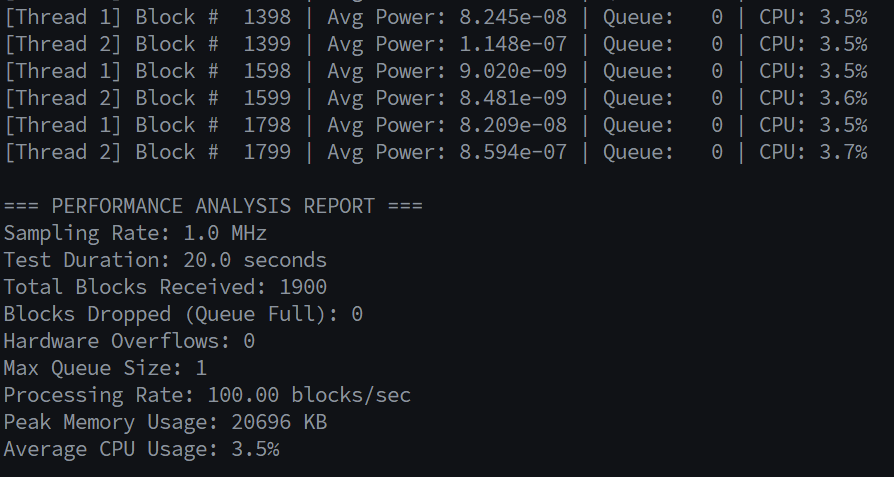 [Thread 1] Block #  1398 | Avg Power: 8.245e-08 | Queue:   0 | CPU: 3.5%
[Thread 2] Block #  1399 | Avg Power: 1.148e-07 | Queue:   0 | CPU: 3.5%
[Thread 1] Block #  1598 | Avg Power: 9.020e-09 | Queue:   0 | CPU: 3.5%
[Thread 2] Block #  1599 | Avg Power: 8.481e-09 | Queue:   0 | CPU: 3.6%
[Thread 1] Block #  1798 | Avg Power: 8.209e-08 | Queue:   0 | CPU: 3.5%
[Thread 2] Block #  1799 | Avg Power: 8.594e-07 | Queue:   0 | CPU: 3.7%
=== PERFORMANCE ANALYSIS REPORT ===
Sampling Rate: 1.0 MHz
Test Duration: 20.0 seconds
Total Blocks Received: 1900
Blocks Dropped (Queue Full): 0
Hardware Overflows: 0
Max Queue Size: 1
Processing Rate: 100.00 blocks/sec
Peak Memory Usage: 20696 KB
Average CPU Usage: 3.5%